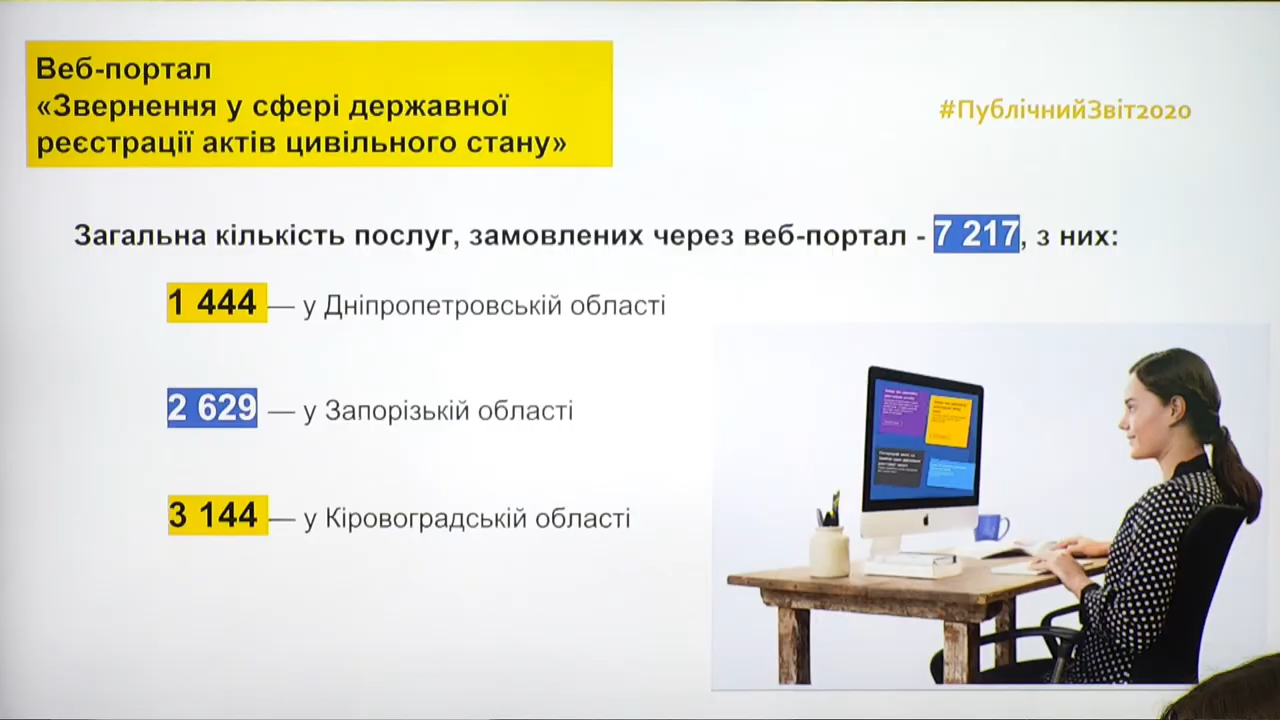 Веб-портал
«Звернення у сфері державної
реєстрації актів цивільного стану»
#ПублічнийЗвіт2020
Загальна кількість послуг, замовлених через веб-портал - 7 217, з них:
1 444 — у Дніпропетровській області
2 629 — у Запорізькій області
3 144 — у Кіровоградській області